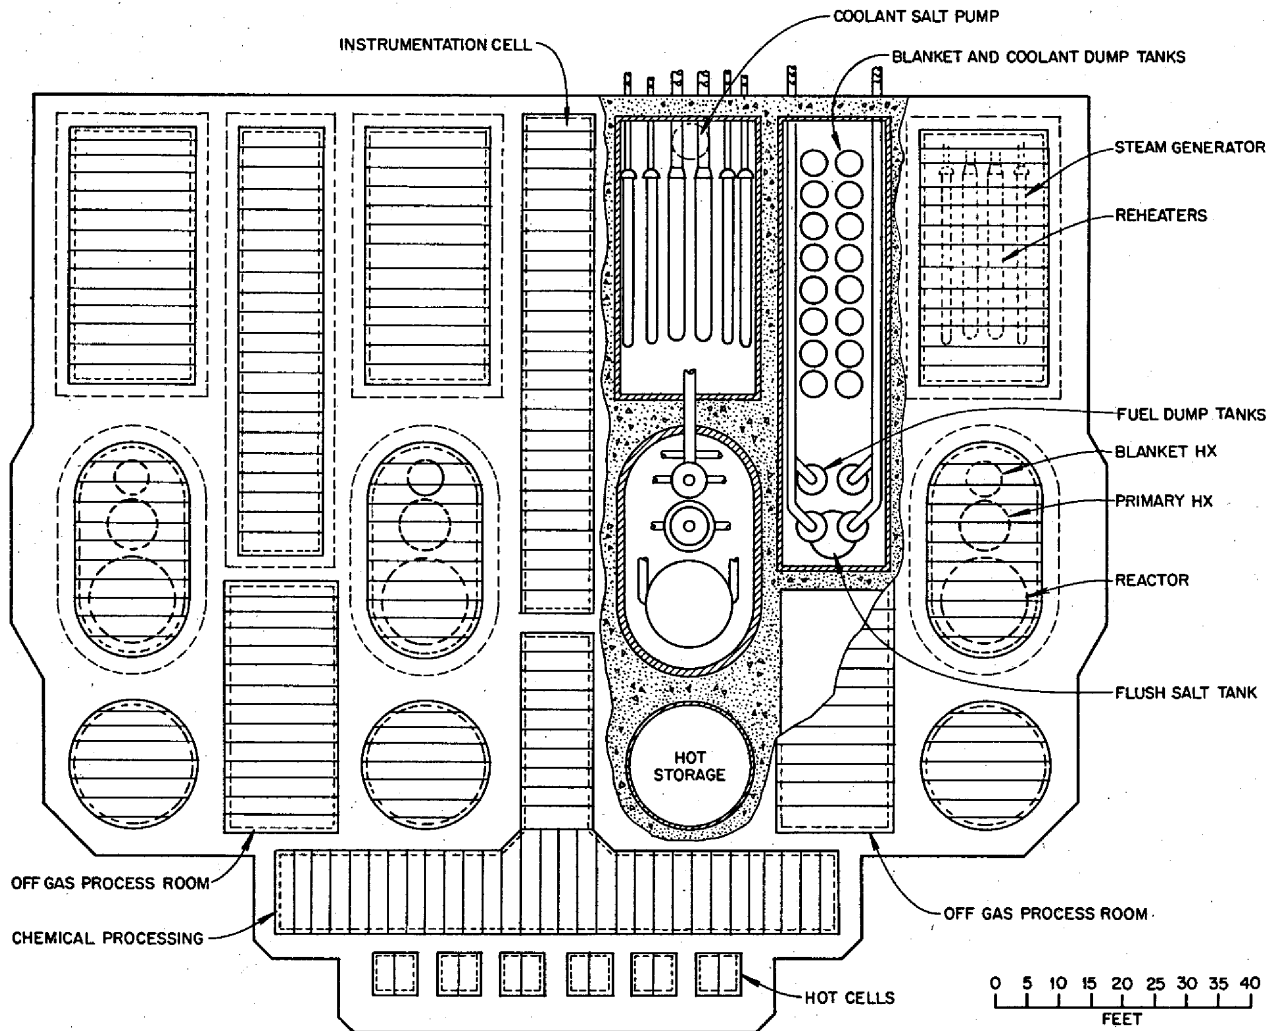 COOLANT SALT PUMP
INSTRUMENTATION CELL
BLANKET AND COOLANT DUMP TANKS
STEAM GENERATOR
REHEATERS
FUEL DUMP TANKS
BLANKET HX
PRIMARY HX
REACTOR
FLUSH SALT TANK
HOT
STORAGE
OFF GAS PROCESS ROOM
OFF GAS PROCESS ROOM
CHEMICAL PROCESSING
HOT CELLS
0 5 10 15 20 25 30 35 40
FEET